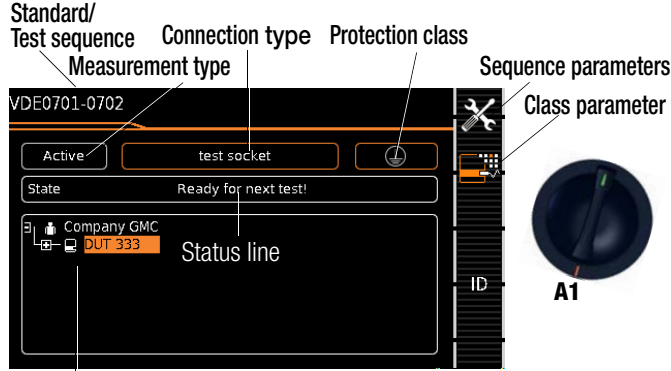 Standard/
Test sequence
Connection type
Protection class
Measurement type
Sequence parameters
VDE0701-0702
Class parameter
Active
test socket
State
Ready for next test!
Company GMC
DUT 333
Status line
ID
A1